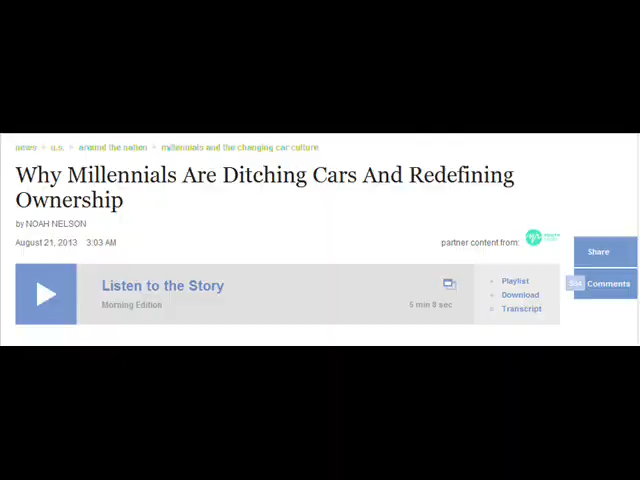 news > u.s. > around the nation > millennials and the changing car culture
Why Millennials Are Ditching Cars And Redefining
Ownership
by NOAH NELSON
August 21, 2013 3:03 AM
partner content from:
Share
Listen to the Story
Morning Edition
5 min 8 sec
Playlist
Download
Transcript
Comments